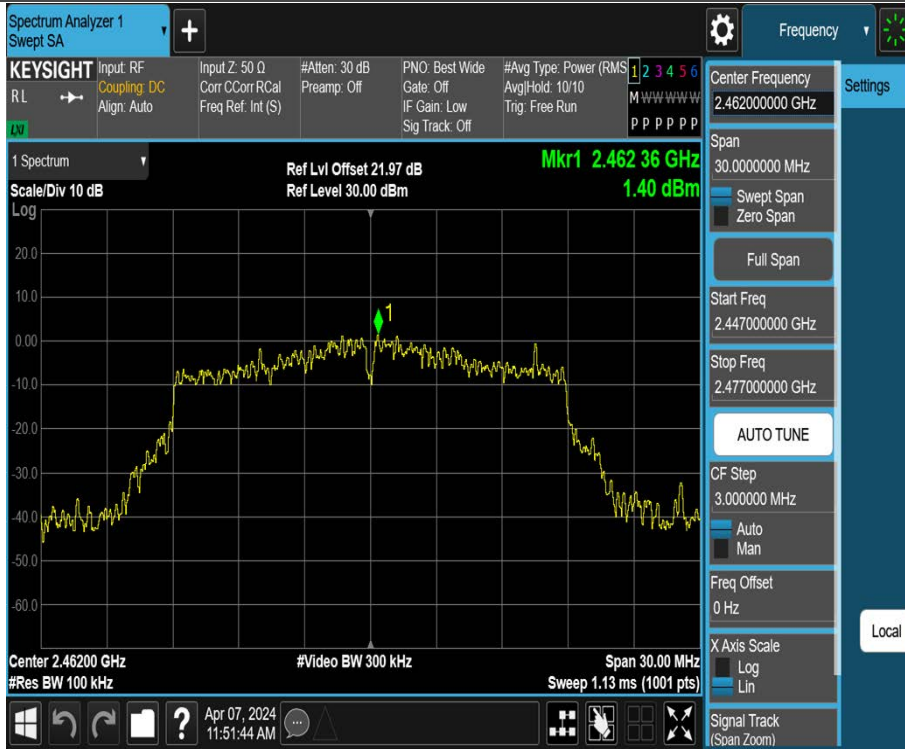 Spectrum Analyzer 1
Swept SA
+
Frequency
KEYSIGHT
R L
LXI
Input: RF
Coupling: DC
Align: Auto
Input Z: 50 Ω
Corr CCorr RCal
Freq Ref: Int (S)
#Atten: 30 dB
Preamp: Off
PNO: Best Wide
Gate: Off
IF Gain: Low
Sig Track: Off
#Avg Type: Power (RMS
Avg|Hold: 10/10
Trig: Free Run
1 2 3 4 5 6
M W W W W W
P P P P P P
Center Frequency
2.462000000 GHz
Settings
1 Spectrum
Scale/Div 10 dB
Log
Ref Lvl Offset 21.97 dB
Ref Level 30.00 dBm
Mkr1 2.462 36 GHz
1.40 dBm
Span
30.0000000 MHz
Swept Span
Zero Span
Full Span
Start Freq
2.447000000 GHz
Stop Freq
2.477000000 GHz
AUTO TUNE
CF Step
3.000000 MHz
Auto
Man
Freq Offset
0 Hz
X Axis Scale
Log
Lin
Signal Track
(Span Zoom)
Local
20.0
10.0
0.00
-10.0
-20.0
-30.0
-40.0
-50.0
-60.0
1
Center 2.46200 GHz
#Res BW 100 kHz
#Video BW 300 kHz
Span 30.00 MHz
Sweep 1.13 ms (1001 pts)
?
Apr 07, 2024
11:51:44 AM